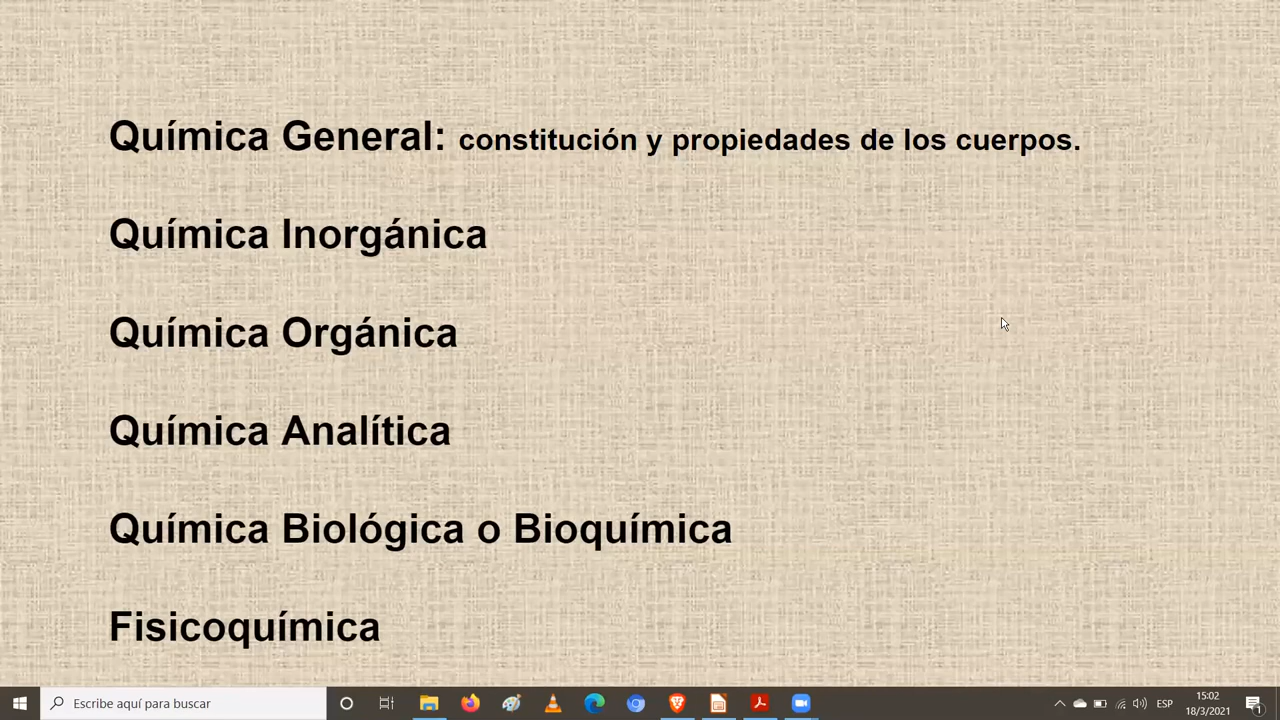 Química General: constitución y propiedades de los cuerpos.
Química Inorgánica
Química Orgánica
Química Analítica
Química Biológica o Bioquímica
Fisicoquímica
Escribe aquí para buscar
ESP
15:02
18/3/2021
1